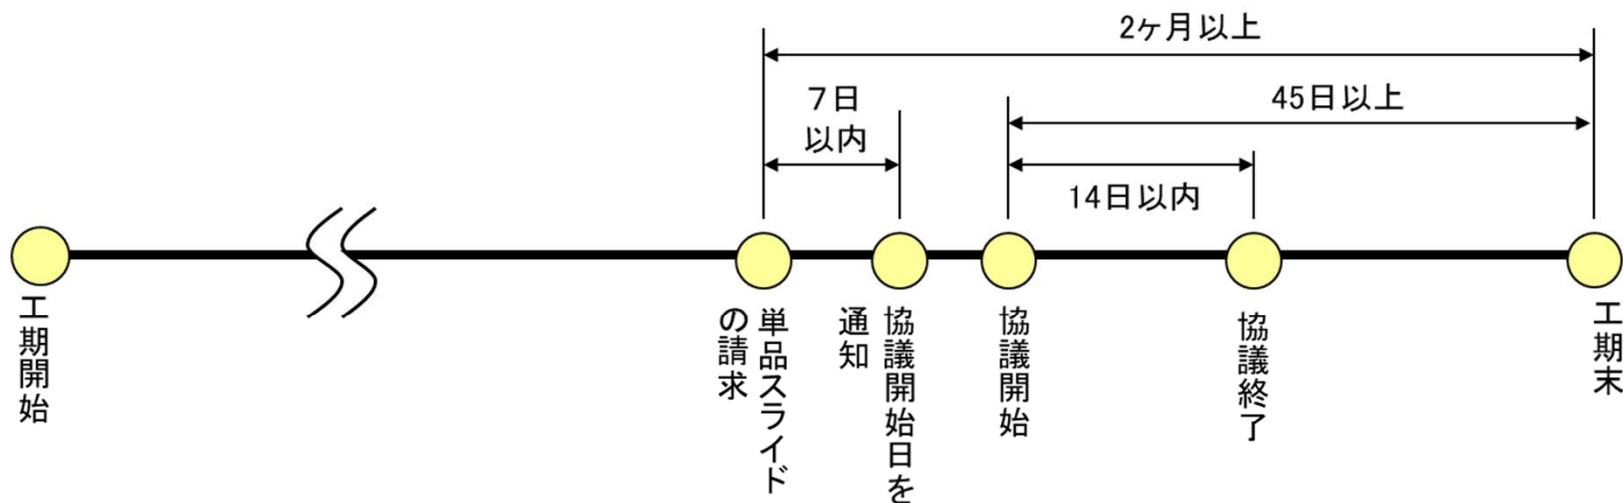 2ヶ月以上
45日以上
7日
以内
14日以内
工期開始
単品スライド
の請求
協議開始日を
通知
協議開始
協議終了
工期末